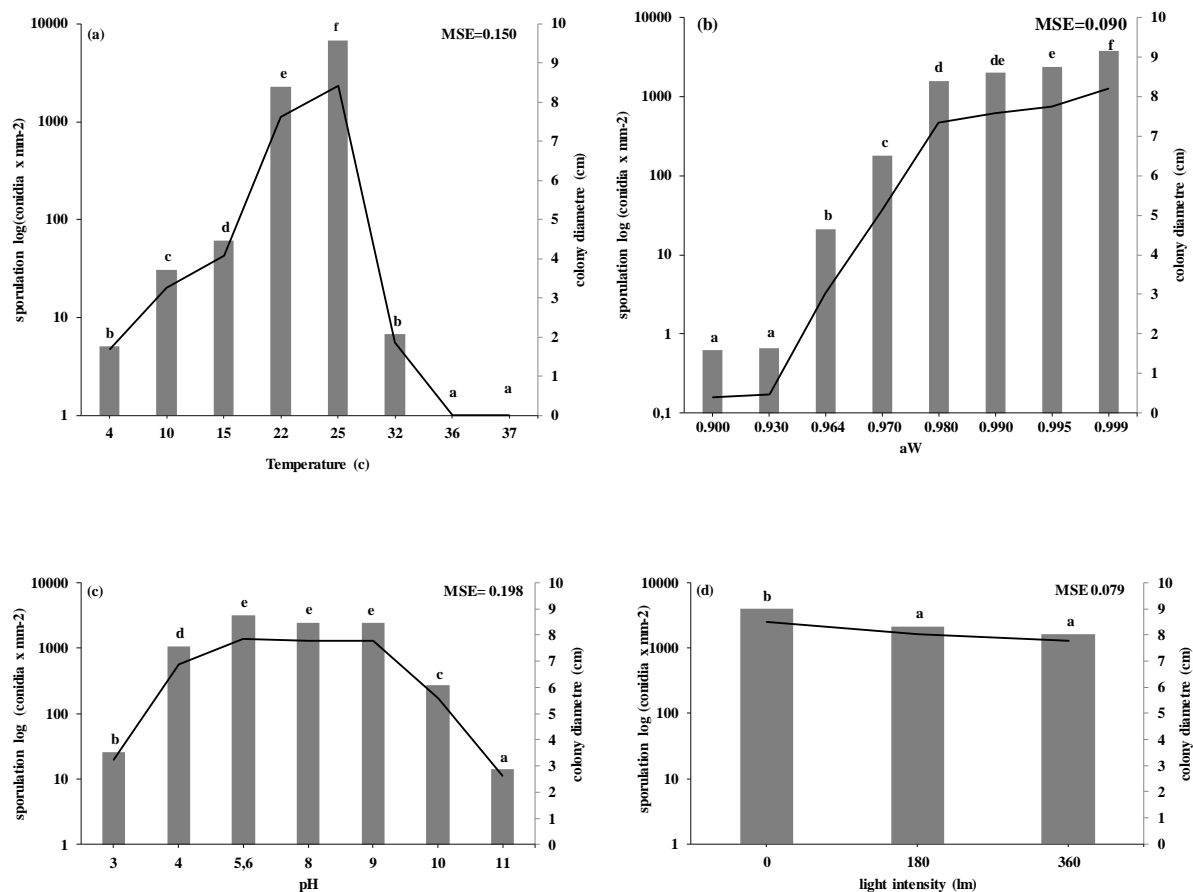 (a)
MSE=0.150
sporulation log(conidia x mm-2)
10000
1000
100
10
1
b
c
d
e
f
b
a
a
10
9
8
7
6
5
4
3
2
1
0
colony diametre (cm)
4 10 15 22 25 32 36 37
Temperature (c)
(b)
MSE=0.090
sporulation log (conidia x mm-2)
10000
1000
100
10
1
0,1
a
a
b
c
d
de
e
f
10
9
8
7
6
5
4
3
2
1
0
colony diametre (cm)
0.900 0.930 0.964 0.970 0.980 0.990 0.995 0.999
aW
(c)
MSE= 0.198
sporulation log (conidia x mm-2)
10000
1000
100
10
1
b
d
e
e
e
c
a
10
9
8
7
6
5
4
3
2
1
0
colony diametre (cm)
3 4 5,6 8 9 10 11
pH
(d)
MSE 0.079
sporulation log (conidia x mm-2)
10000
1000
100
10
1
b
a
a
10
9
8
7
6
5
4
3
2
1
0
colony diametre (cm)
0 180 360
light intensity (lm)